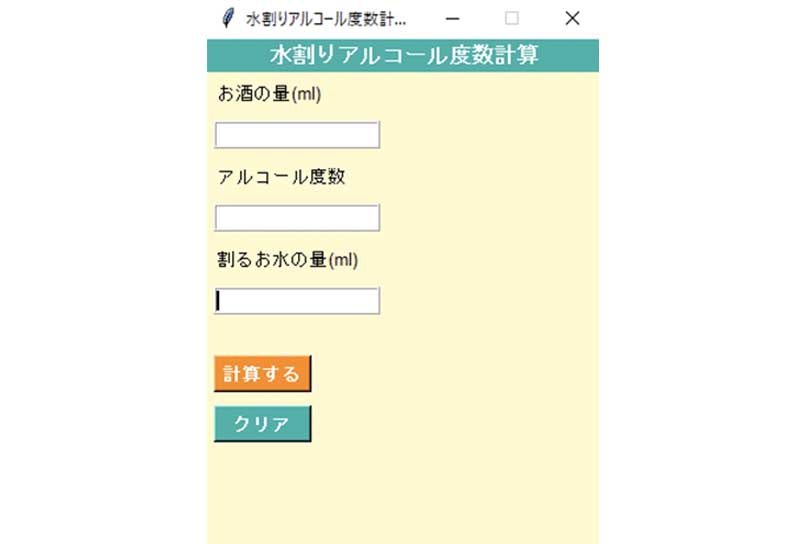 水割りアルコール度数計...
水割りアルコール度数計算
お酒の量(ml)
アルコール度数
割るお水の量(ml)
計算する
クリア